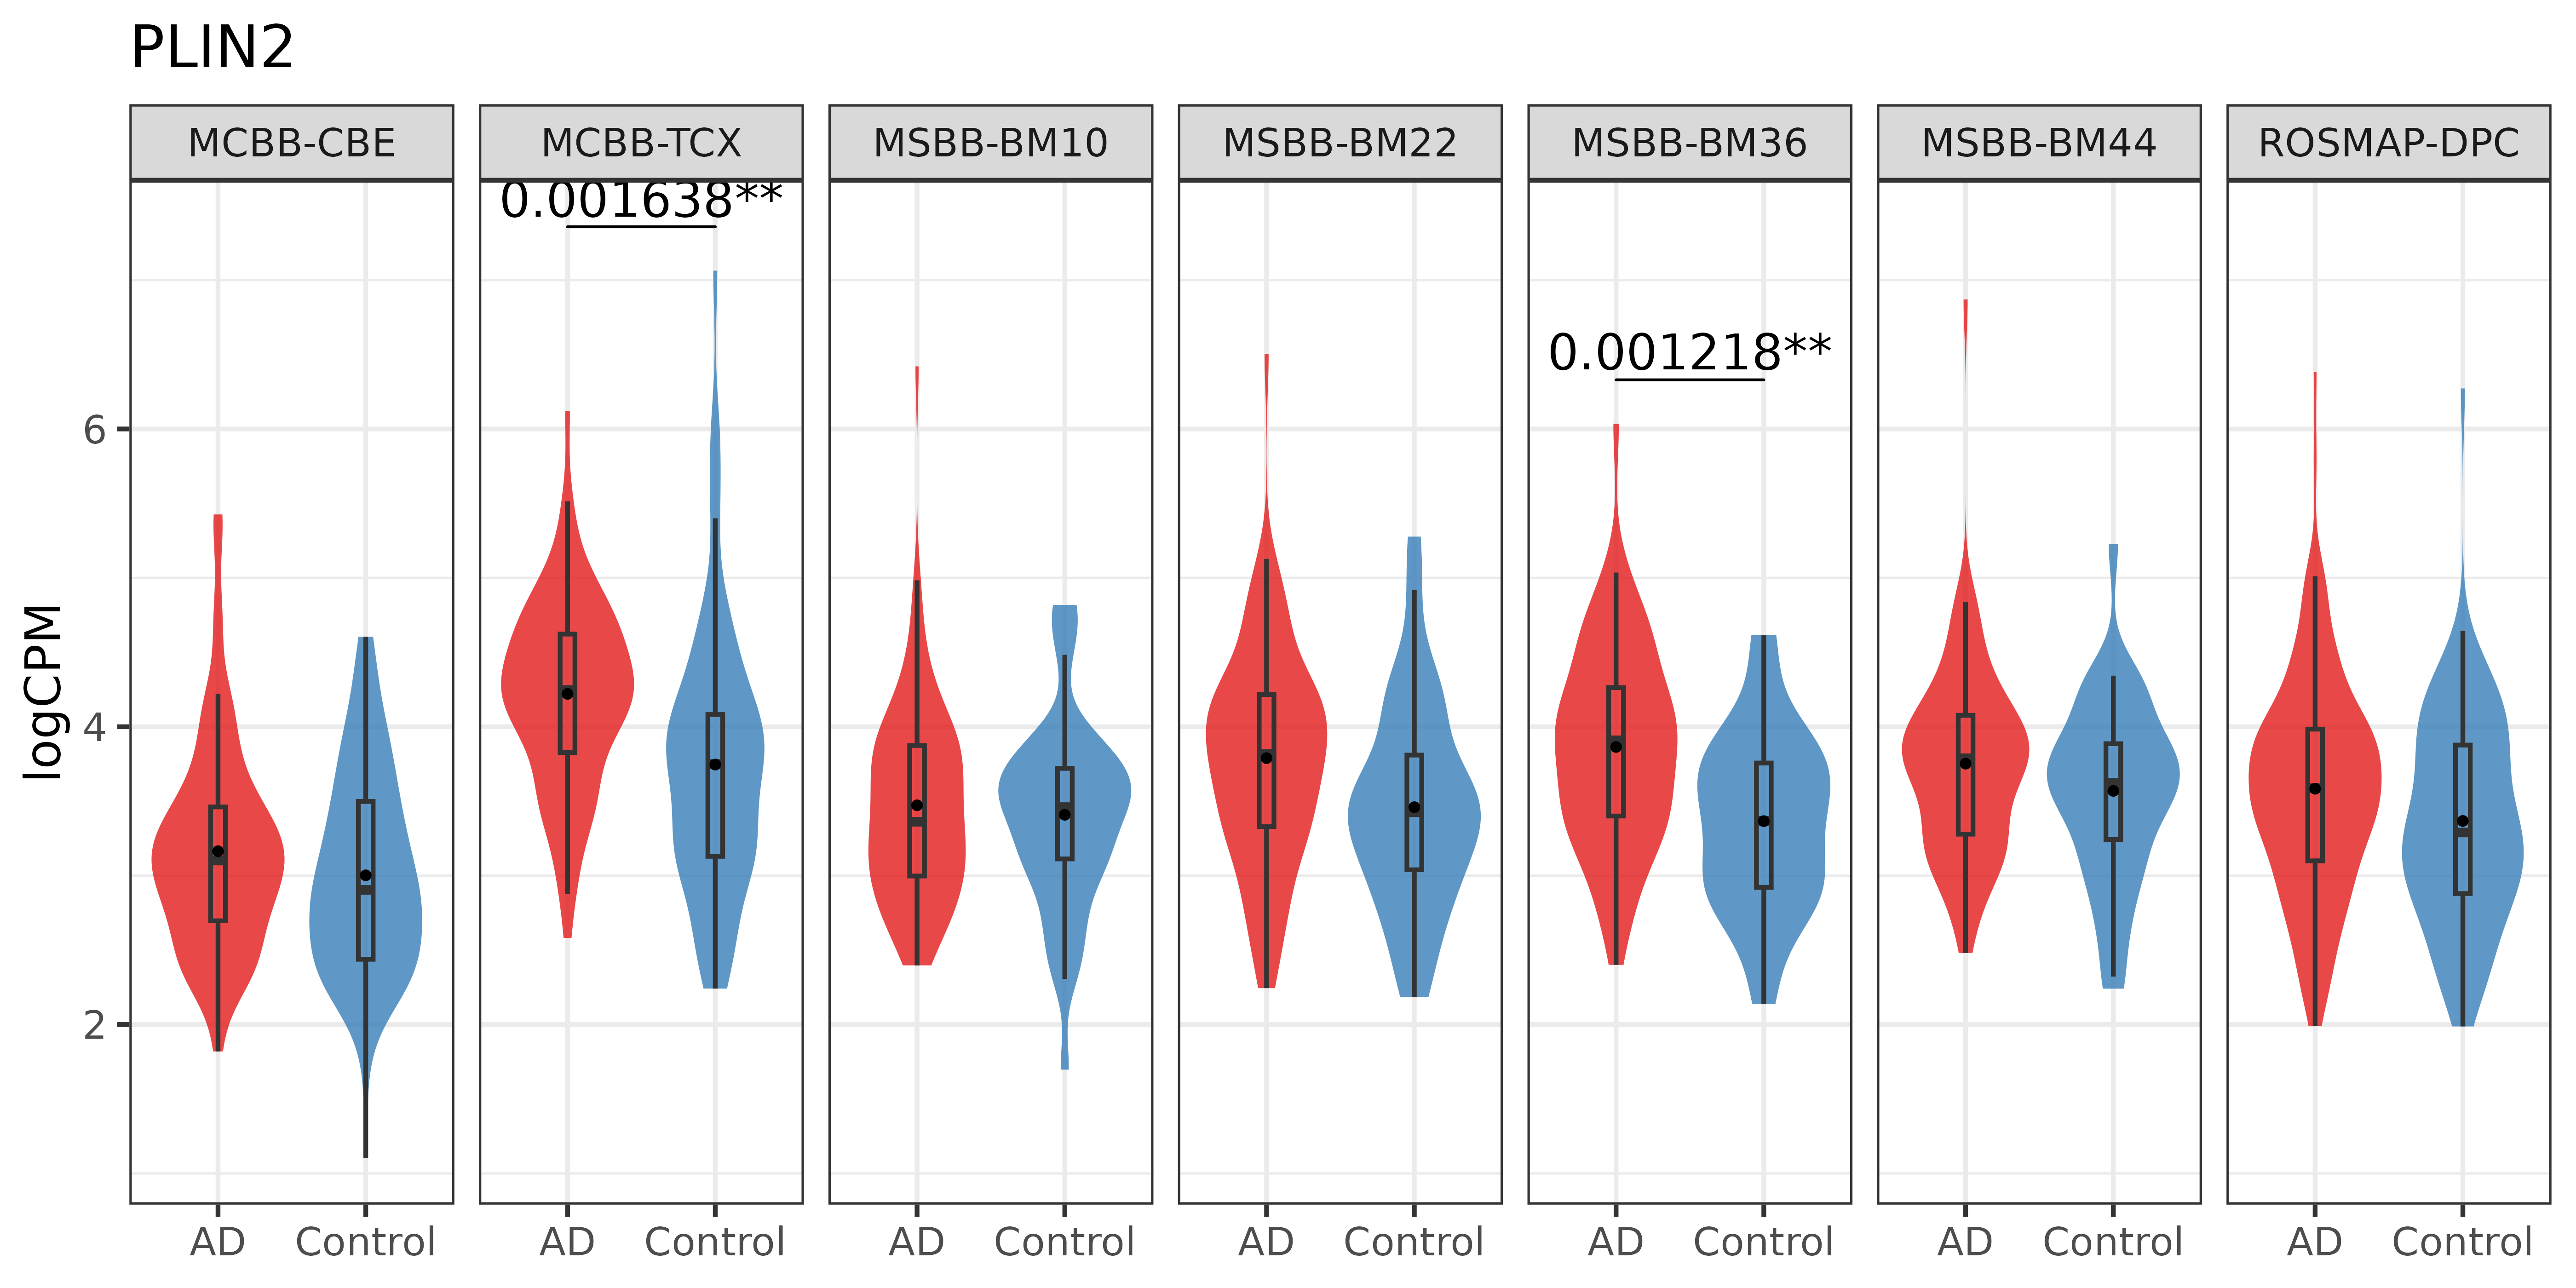 PLIN2
MCBB-CBE MCBB-TCX MSBB-BM10 MSBB-BM22 MSBB-BM36 MSBB-BM44 ROSMAP-DPC
0.001638**
0.001218**
6
4
2
logCPM
AD Control AD Control AD Control AD Control AD Control AD Control AD Control